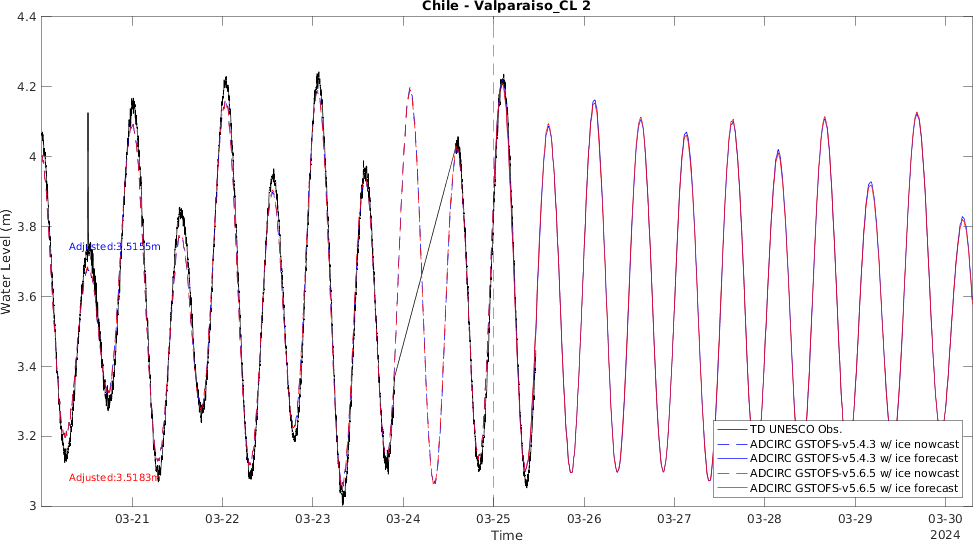 Chile - Valparaiso_CL 2
4.4
4.2
4
3.8
3.6
3.4
3.2
3
Water Level (m)
Adjusted:3.5155m
Adjusted:3.5183m
TD UNESCO Obs.
ADCIRC GSTOFS-v5.4.3 w/ ice nowcast
ADCIRC GSTOFS-v5.4.3 w/ ice forecast
ADCIRC GSTOFS-v5.6.5 w/ ice nowcast
ADCIRC GSTOFS-v5.6.5 w/ ice forecast
03-21 03-22 03-23 03-24 03-25 03-26 03-27 03-28 03-29 03-30
Time
2024